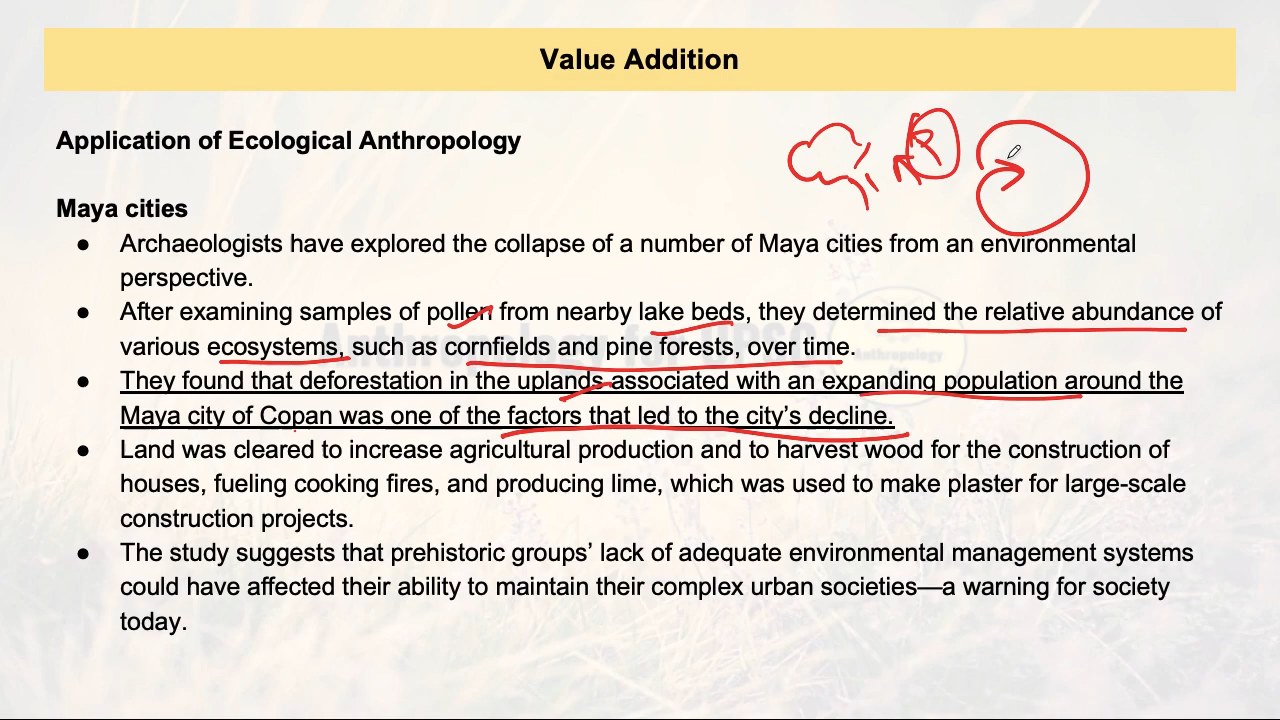 Value Addition
Application of Ecological Anthropology
Maya cities
● Archaeologists have explored the collapse of a number of Maya cities from an environmental
perspective.
● After examining samples of pollen from nearby lake beds, they determined the relative abundance of
various ecosystems, such as cornfields and pine forests, over time.
● They found that deforestation in the uplands associated with an expanding population around the
Maya city of Copan was one of the factors that led to the city’s decline.
● Land was cleared to increase agricultural production and to harvest wood for the construction of
houses, fueling cooking fires, and producing lime, which was used to make plaster for large-scale
construction projects.
● The study suggests that prehistoric groups’ lack of adequate environmental management systems
could have affected their ability to maintain their complex urban societies—a warning for society
today.
Anthropology for UPSC
Anthropology